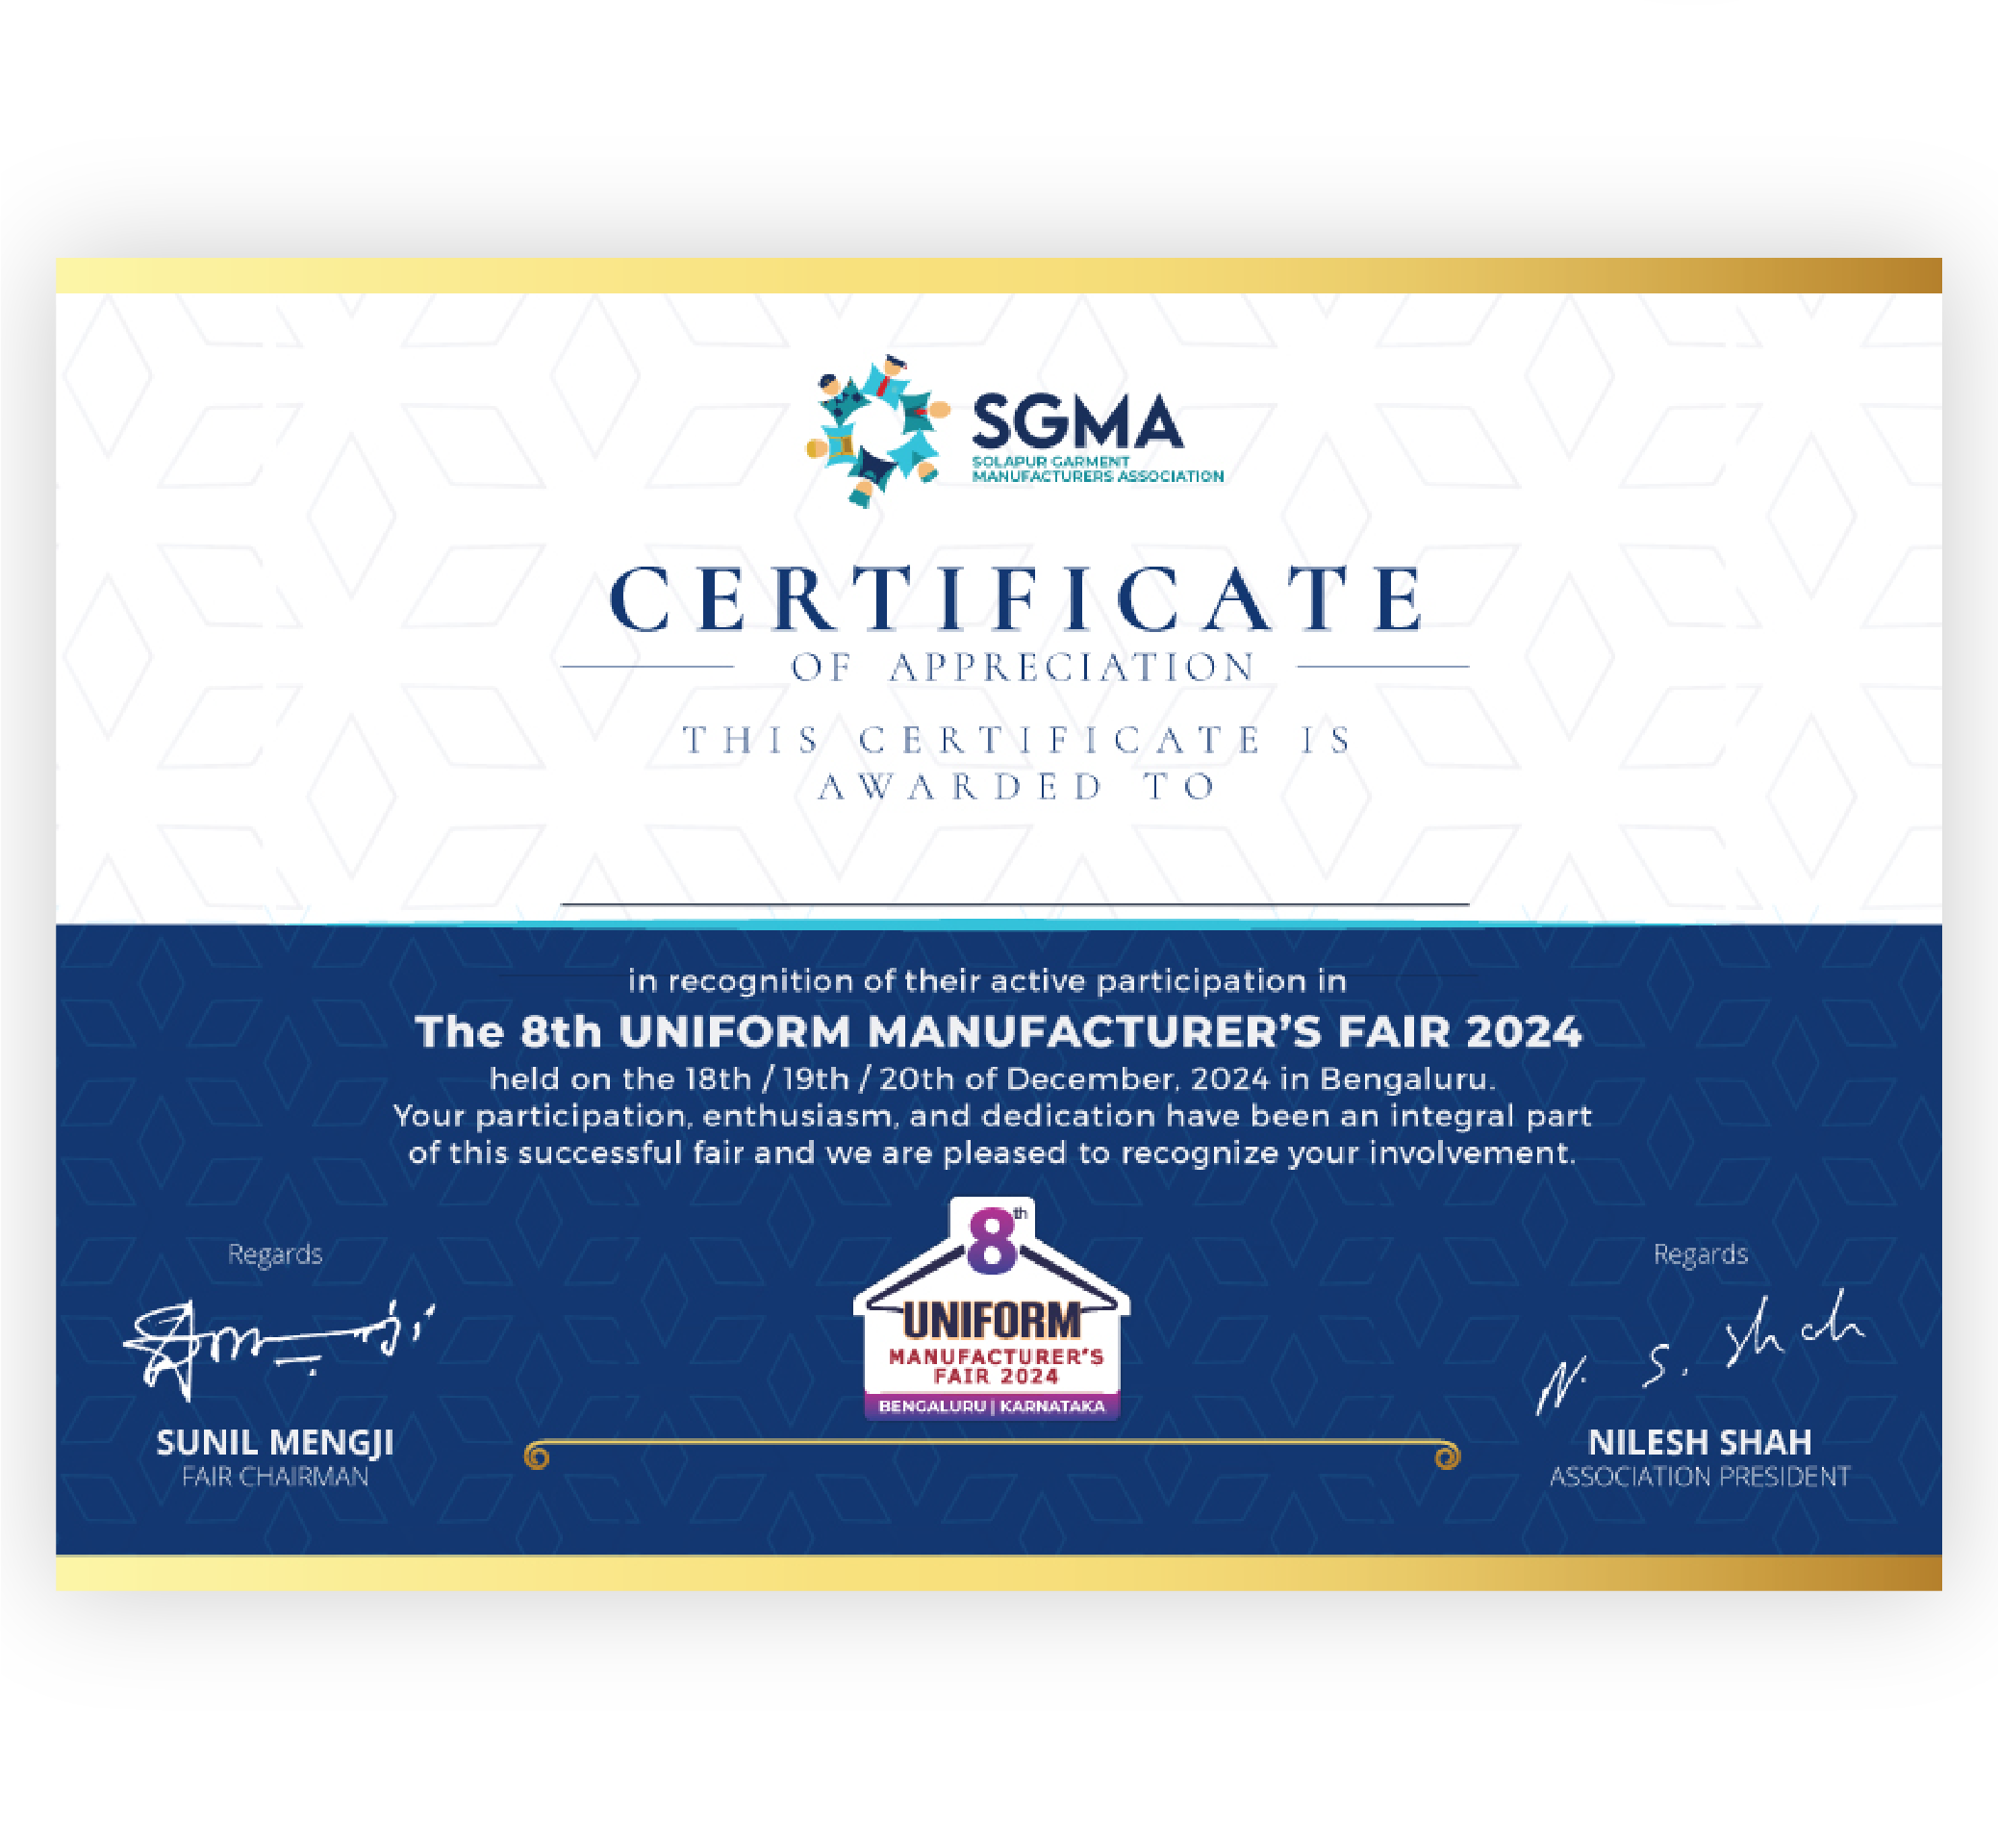 SGMA
SOLAPUR GARMENT
MANUFACTURERS ASSOCIATION
CERTIFICATE
OF APPRECIATION
THIS CERTIFICATE IS
AWARDED TO
in recognition of their active participation in
The 8th UNIFORM MANUFACTURER'S FAIR 2024
held on the 18th / 19th / 20th of December, 2024 in Bengaluru.
Your participation, enthusiasm, and dedication have been an integral part
of this successful fair and we are pleased to recognize your involvement.
8th
UNIFORM
MANUFACTURER'S
FAIR 2024
BENGALURU | KARNATAKA
Regards
SUNIL MENGJI
FAIR CHAIRMAN
Regards
N. S. Shah
NILESH SHAH
ASSOCIATION PRESIDENT